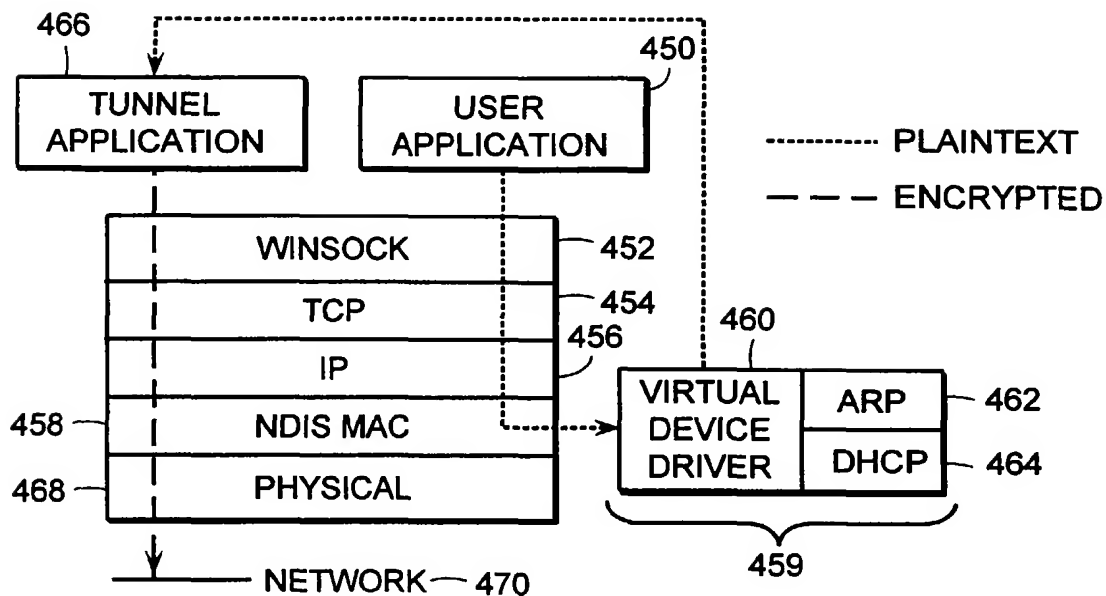 466
TUNNEL
APPLICATION
450
USER
APPLICATION
PLAINTEXT
ENCRYPTED
WINSOCK
452
TCP
454
IP
456
458
NDIS MAC
468
PHYSICAL
460
VIRTUAL
DEVICE
DRIVER
ARP
462
DHCP
464
459
NETWORK
470